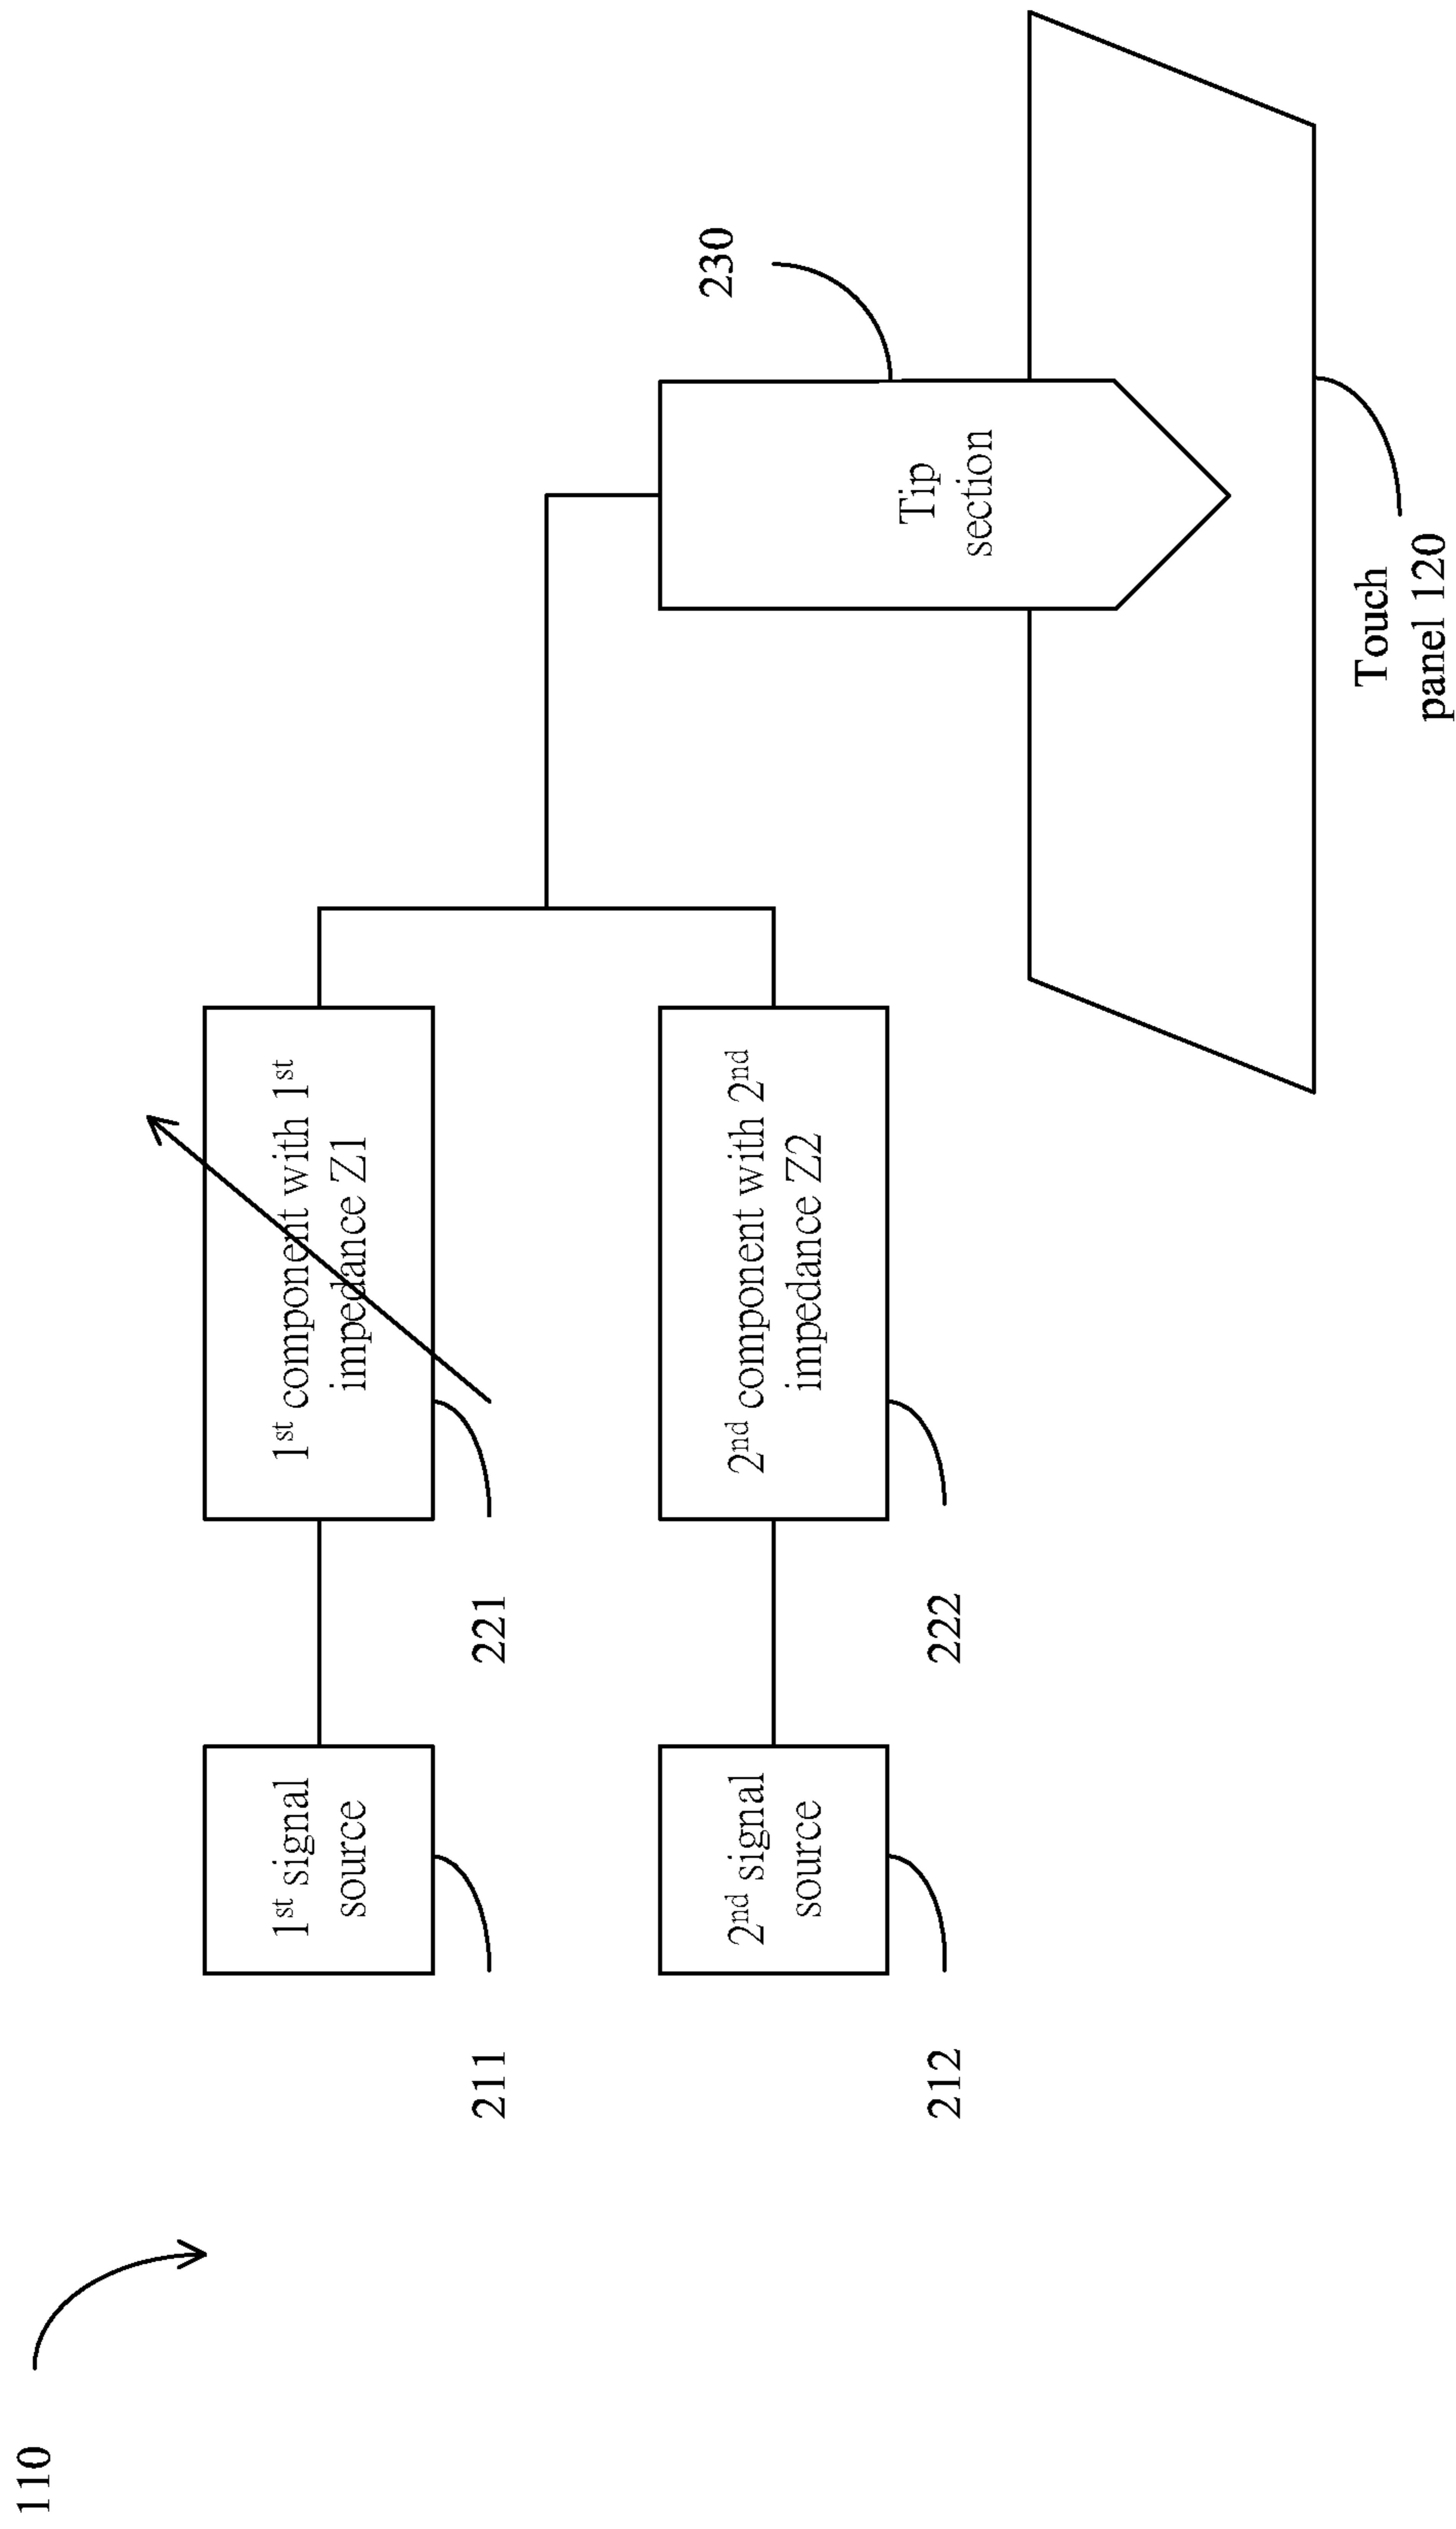 110
1st signal
source
211
1st component with 1st
impedance Z1
221
2nd signal
source
212
2nd component with 2nd
impedance Z2
222
230
Tip
section
Touch
panel 120